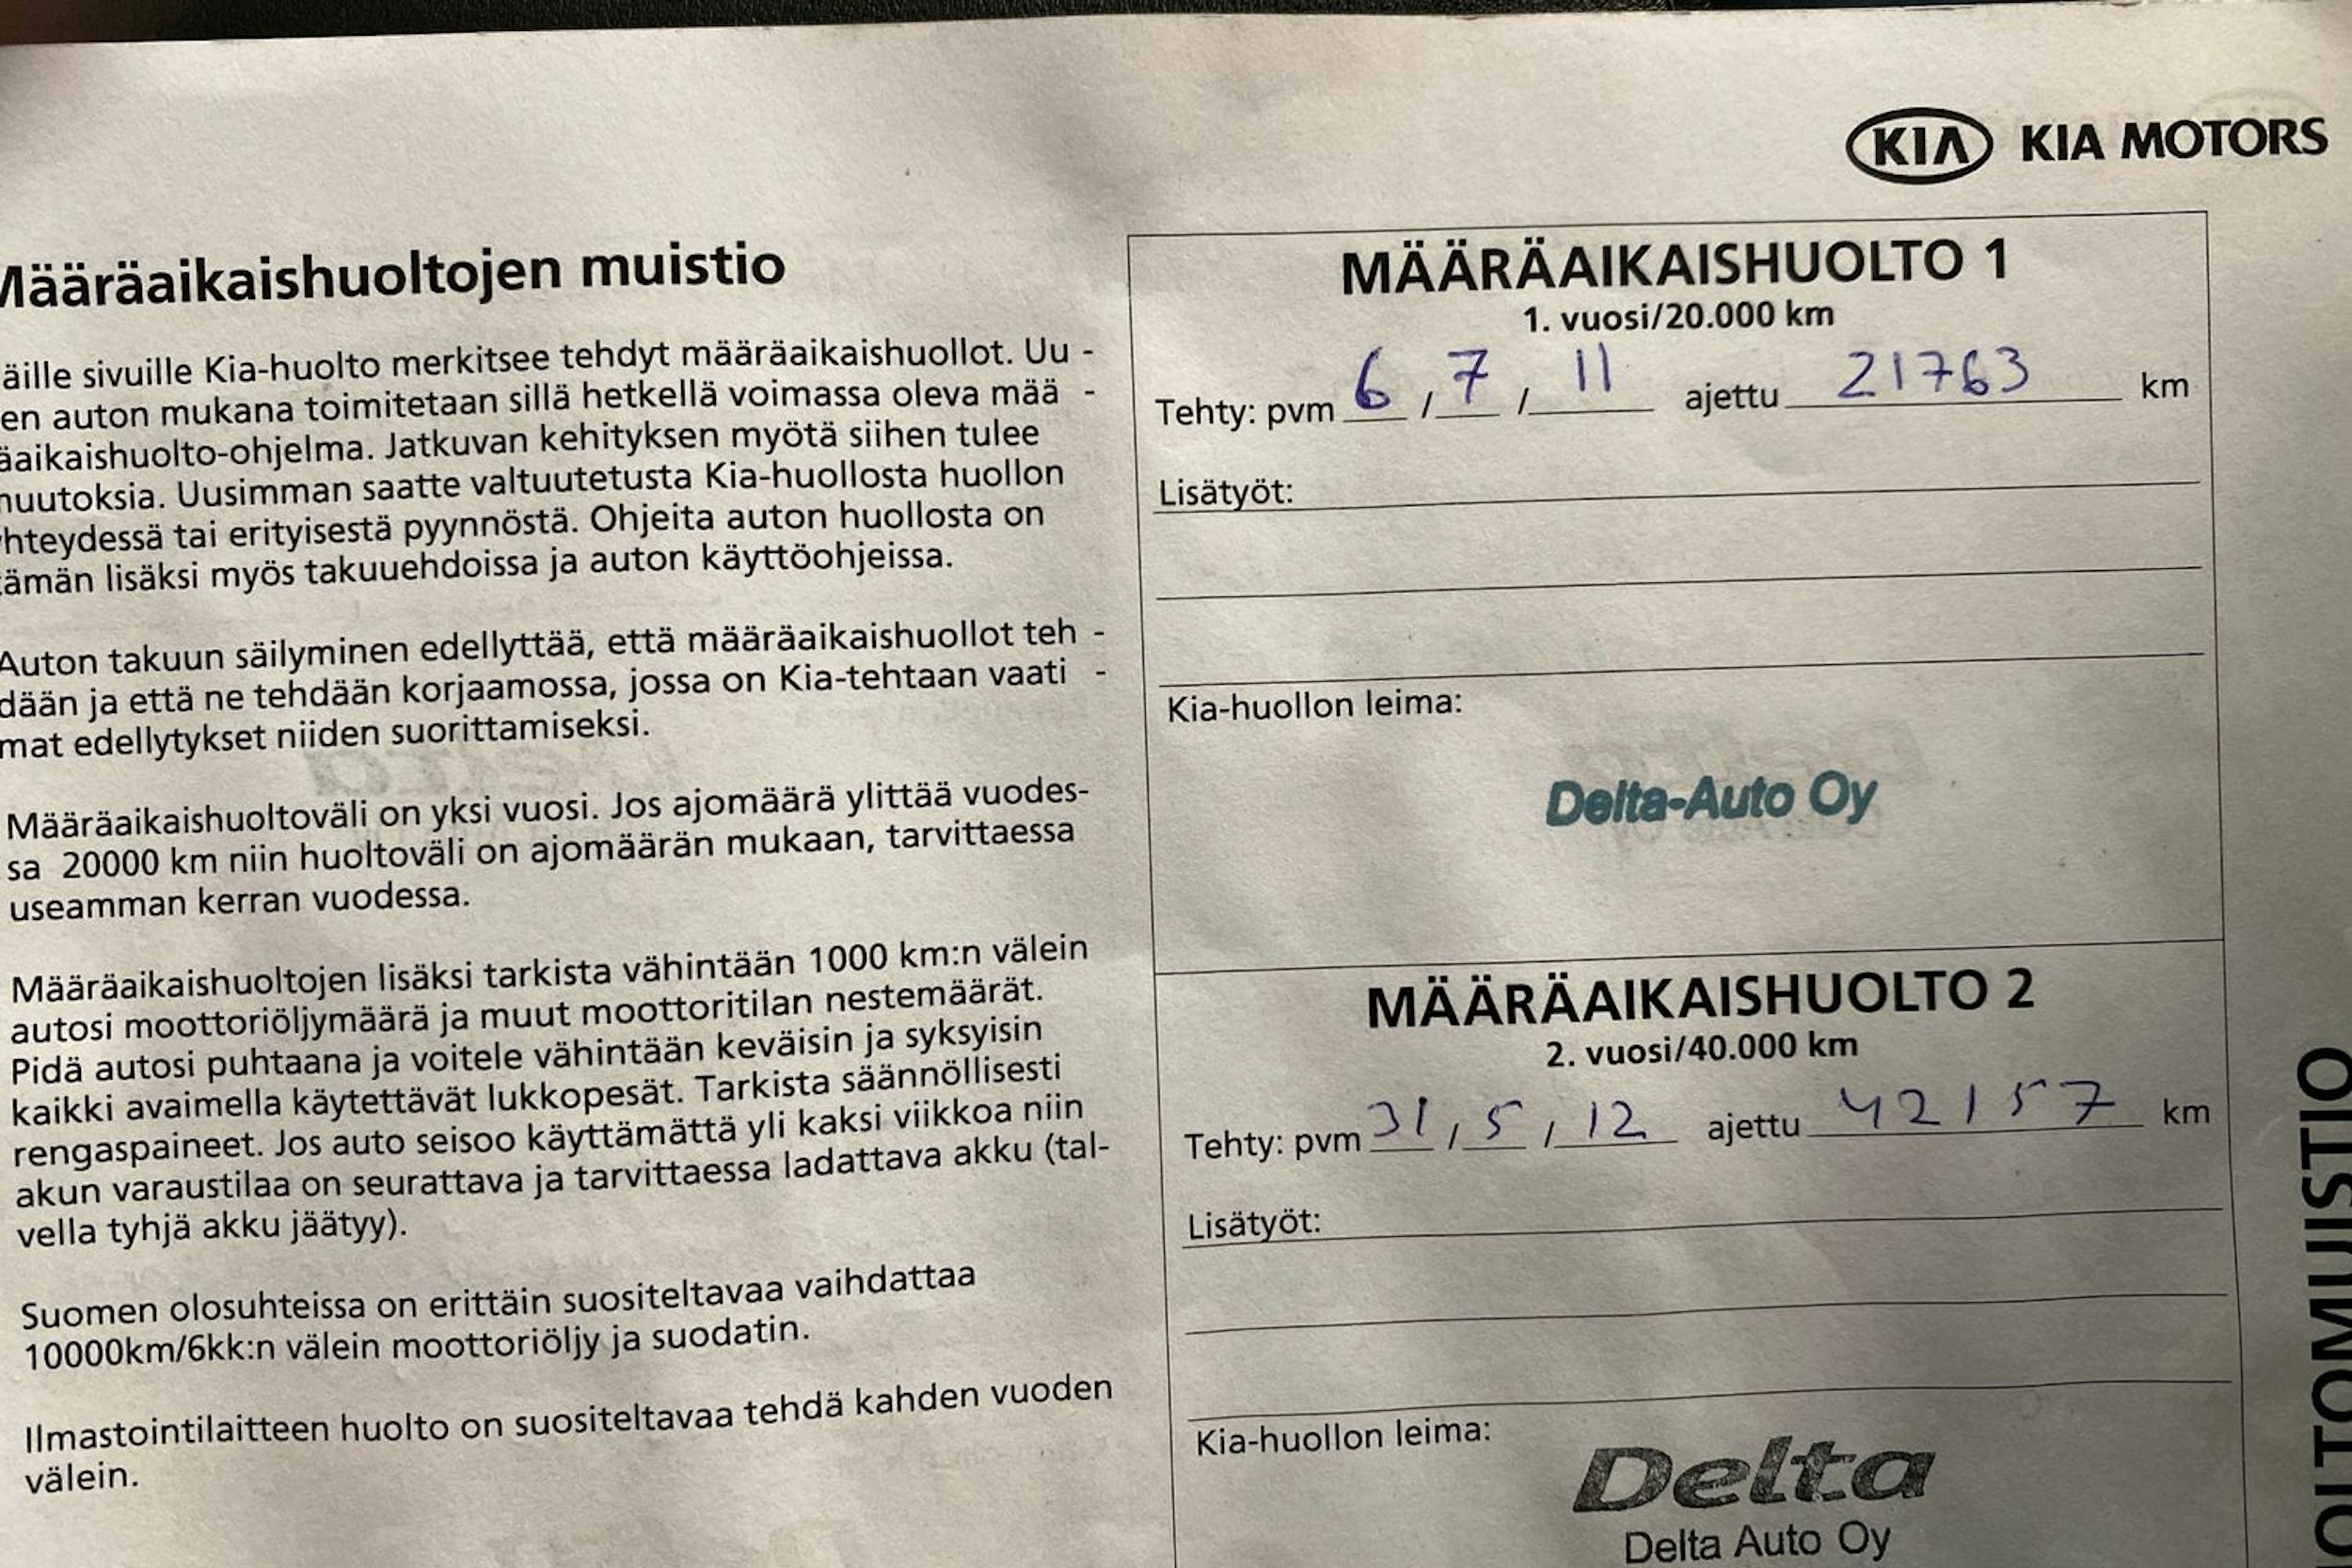 KIA KIA MOTORS
Määräaikaishuoltojen muistio
äille sivuille Kia-huolto merkitsee tehdyt määräaikaishuollot. Uu -
en auton mukana toimitetaan sillä hetkellä voimassa oleva mää -
äaikaishuolto-ohjelma. Jatkuvan kehityksen myötä siihen tulee
muutoksia. Uusimman saatte valtuutetusta Kia-huollosta huollon
yhteydessä tai erityisestä pyynnöstä. Ohjeita auton huollosta on
tämän lisäksi myös takuuehdoissa ja auton käyttöohjeissa.
Auton takuun säilyminen edellyttää, että määräaikaishuollot teh -
dään ja että ne tehdään korjaamossa, jossa on Kia-tehtaan vaati -
mat edellytykset niiden suorittamiseksi.
Määräaikaishuoltoväli on yksi vuosi. Jos ajomäärä ylittää vuodes-
sa 20000 km niin huoltoväli on ajomäärän mukaan, tarvittaessa
useamman kerran vuodessa.
Määräaikaishuoltojen lisäksi tarkista vähintään 1000 km:n välein
autosi moottoriöljymäärä ja muut moottoritilan nestemäärät.
Pidä autosi puhtaana ja voitele vähintään keväisin ja syksyisin
kaikki avaimella käytettävät lukkopesät. Tarkista säännöllisesti
rengaspaineet. Jos auto seisoo käyttämättä yli kaksi viikkoa niin
akun varaustilaa on seurattava ja tarvittaessa ladattava akku (tal-
vella tyhjä akku jäätyy).
Suomen olosuhteissa on erittäin suositeltavaa vaihdattaa
10000km/6kk:n välein moottoriöljy ja suodatin.
Ilmastointilaitteen huolto on suositeltavaa tehdä kahden vuoden
välein.
MÄÄRÄAIKAISHUOLTO 1
1. vuosi/20.000 km
Tehty: pvm 6 / 7 / 11 ajettu 21763 km
Lisätyöt:
Kia-huollon leima:
Delta-Auto Oy
MÄÄRÄAIKAISHUOLTO 2
2. vuosi/40.000 km
Tehty: pvm 31 / 5 / 12 ajettu 42157 km
Lisätyöt:
Kia-huollon leima:
Delta
Delta Auto Oy
OLTOMUISTIO